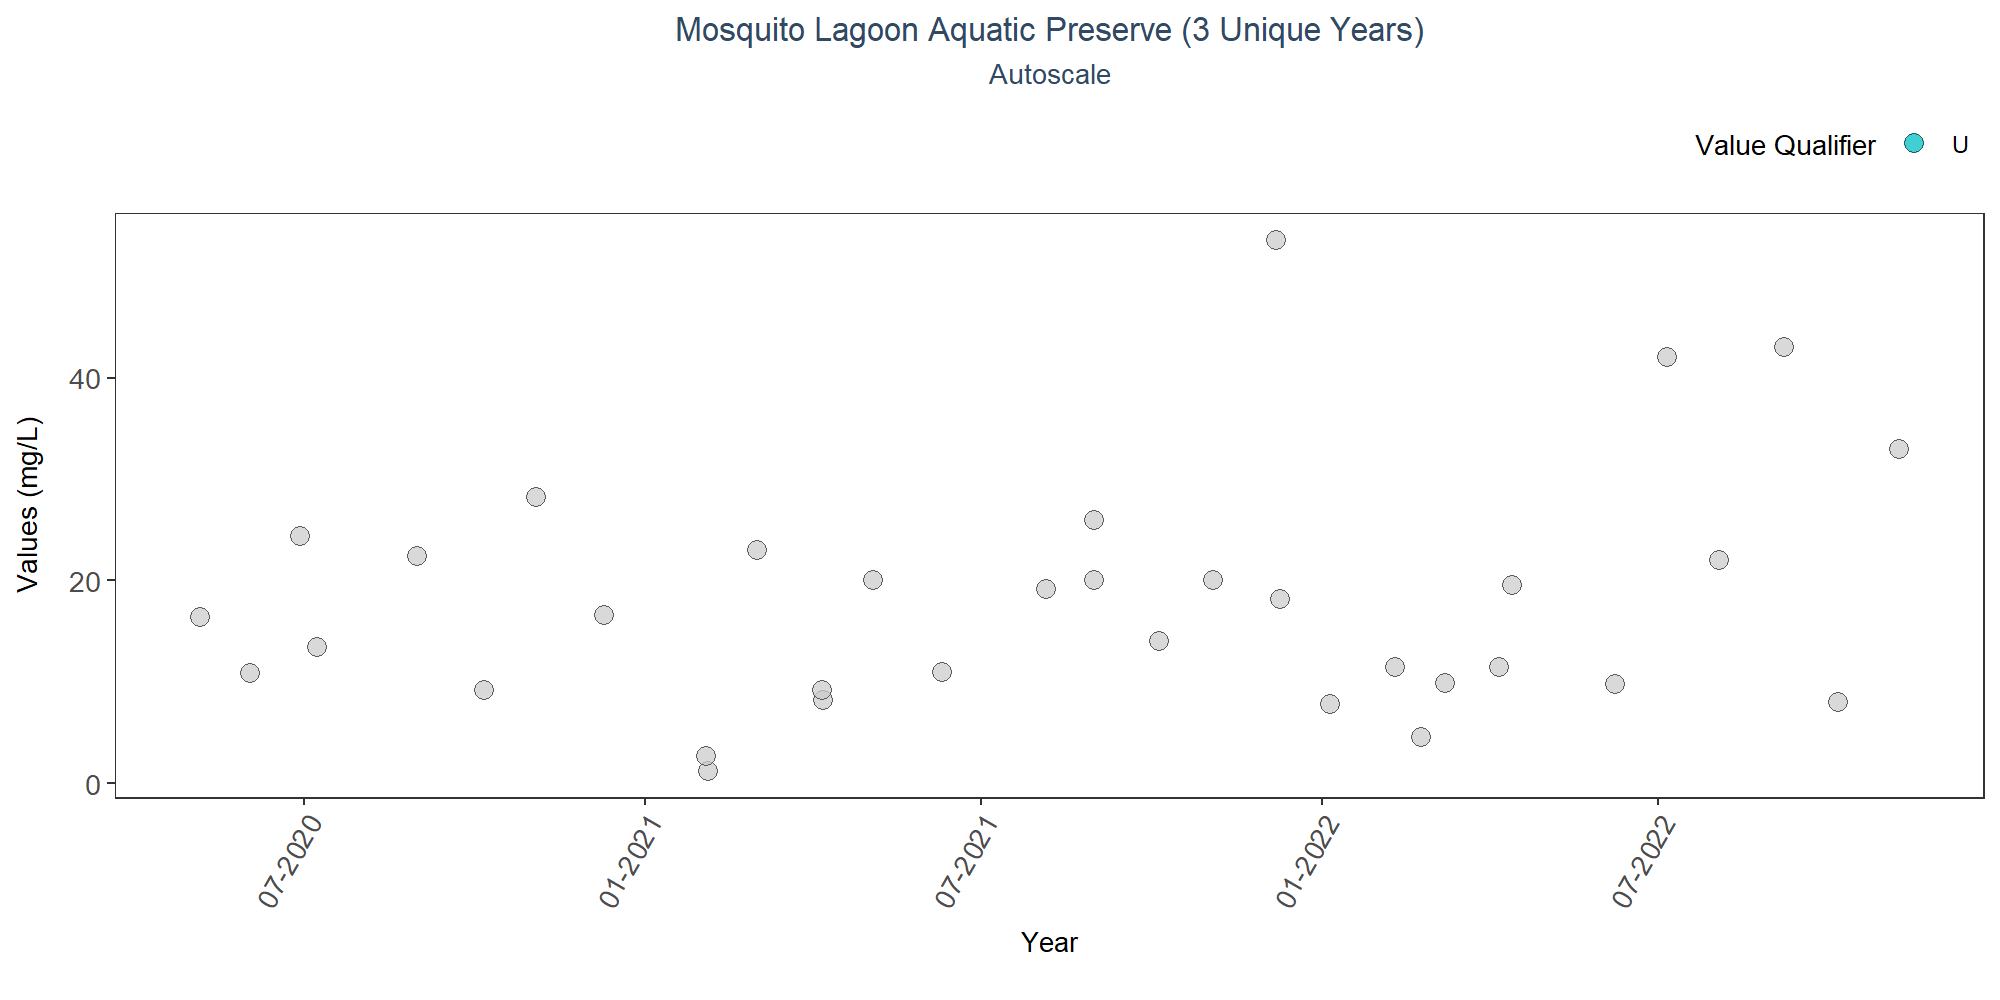 Mosquito Lagoon Aquatic Preserve (3 Unique Years)
Autoscale
Value Qualifier U
Values (mg/L)
40
20
0
07-2020
01-2021
07-2021
01-2022
07-2022
Year